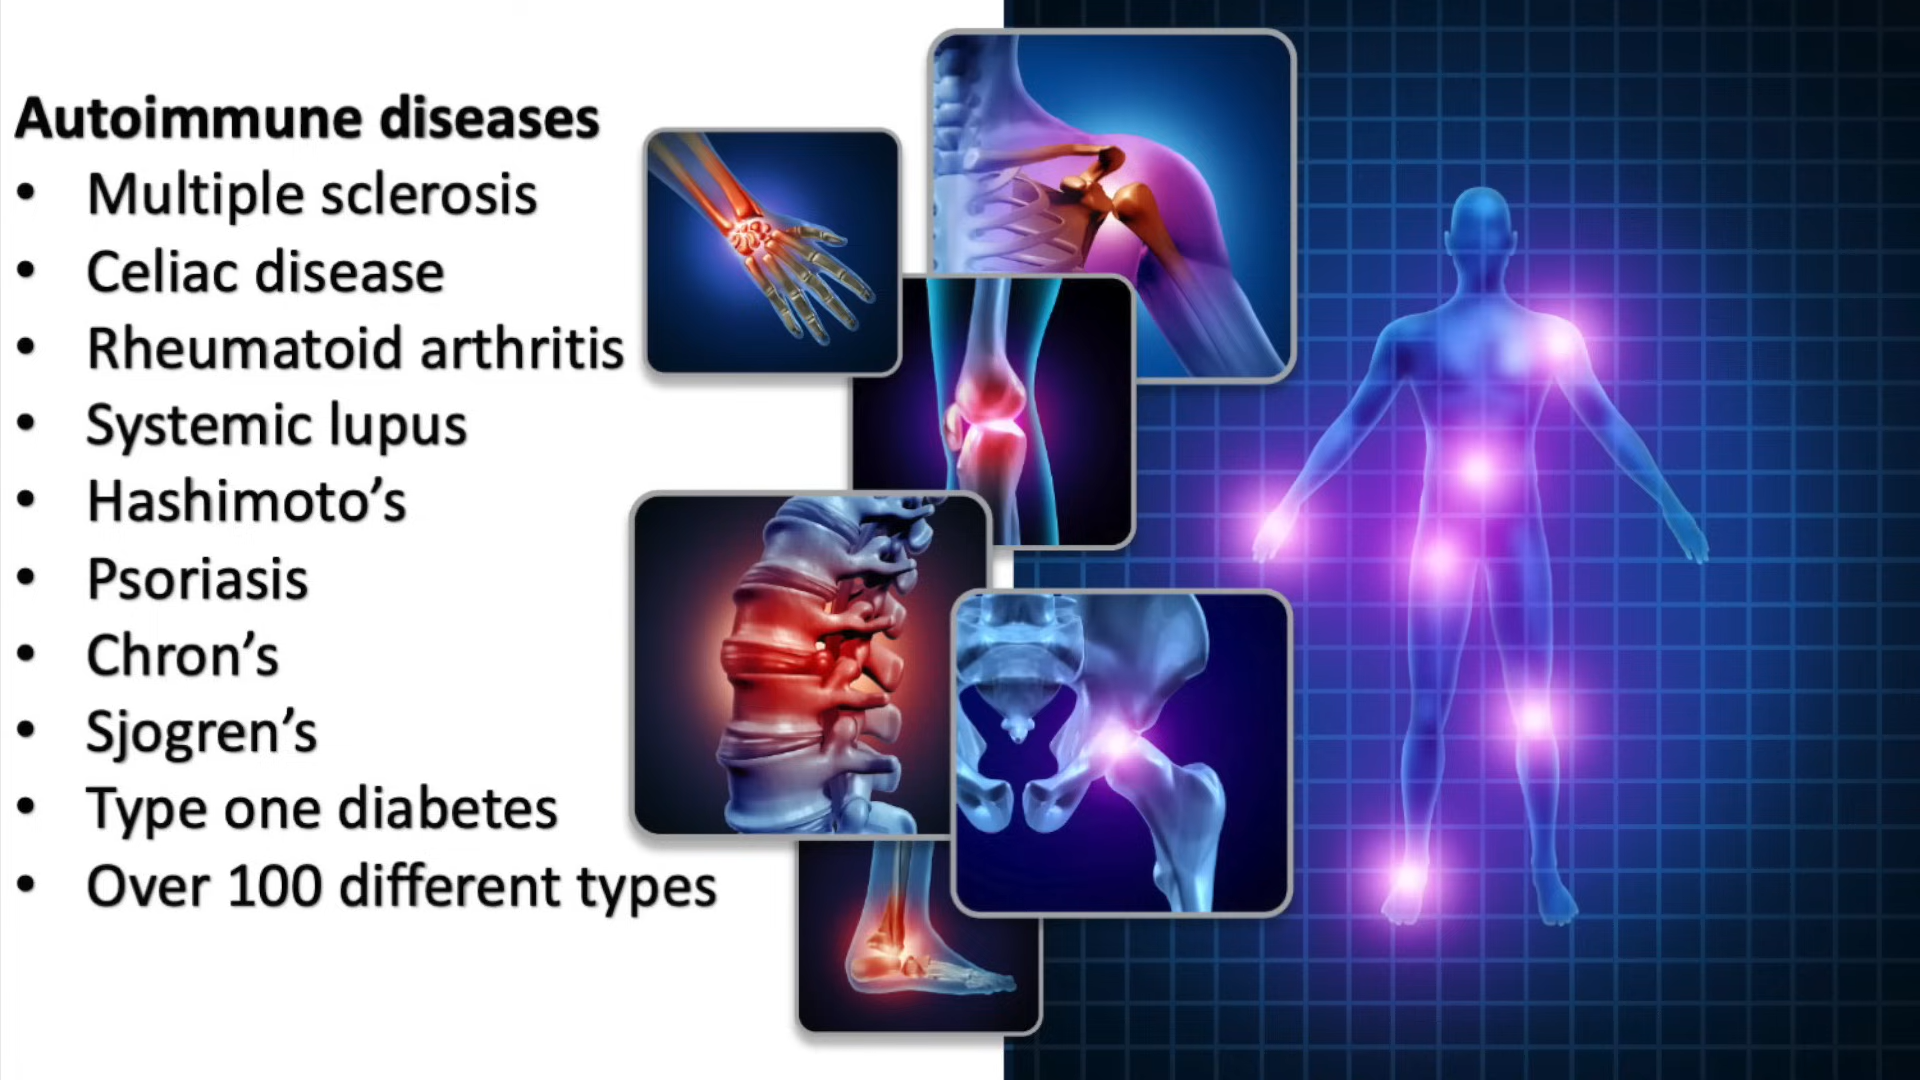 Autoimmune diseases
• Multiple sclerosis
• Celiac disease
• Rheumatoid arthritis
• Systemic lupus
• Hashimoto’s
• Psoriasis
• Chron’s
• Sjogren’s
• Type one diabetes
• Over 100 different types